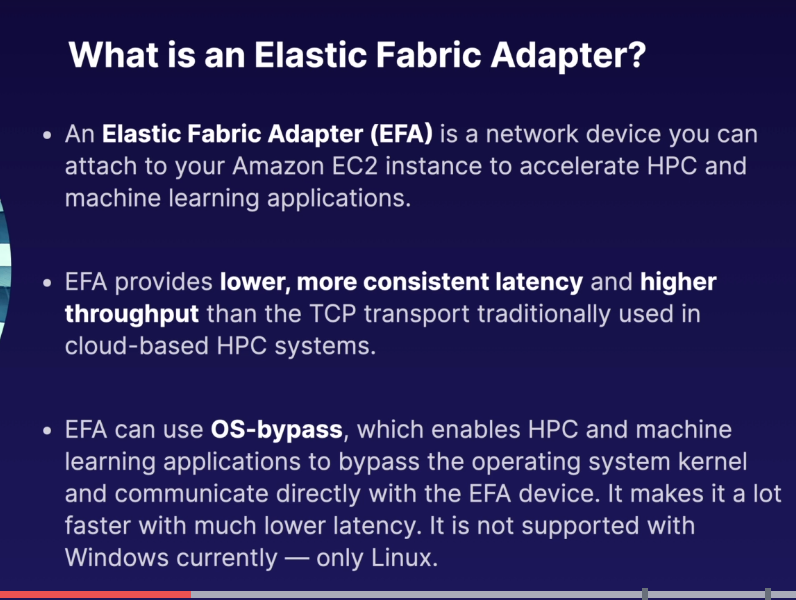 What is an Elastic Fabric Adapter?
• An Elastic Fabric Adapter (EFA) is a network device you can
attach to your Amazon EC2 instance to accelerate HPC and
machine learning applications.
• EFA provides lower, more consistent latency and higher
throughput than the TCP transport traditionally used in
cloud-based HPC systems.
• EFA can use OS-bypass, which enables HPC and machine
learning applications to bypass the operating system kernel
and communicate directly with the EFA device. It makes it a lot
faster with much lower latency. It is not supported with
Windows currently — only Linux.